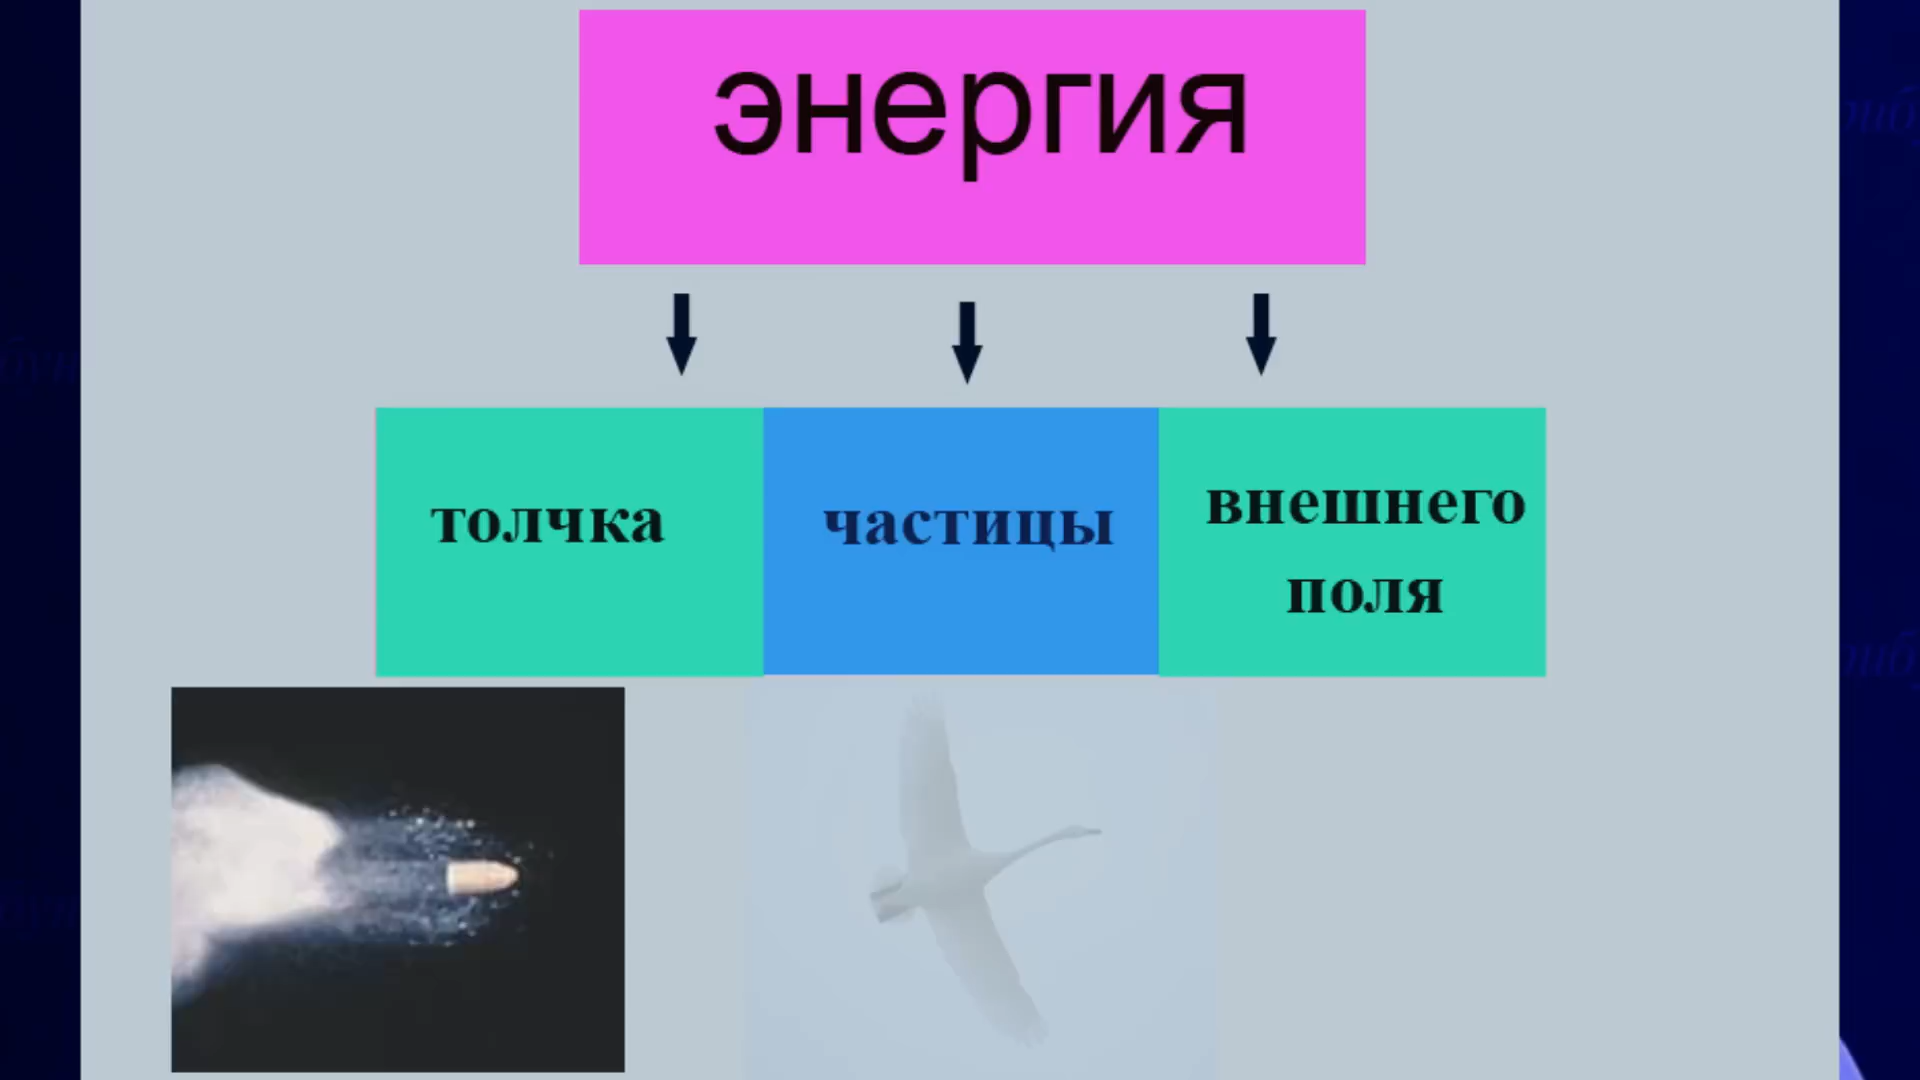 энергия
толчка
частицы
внешнего
поля